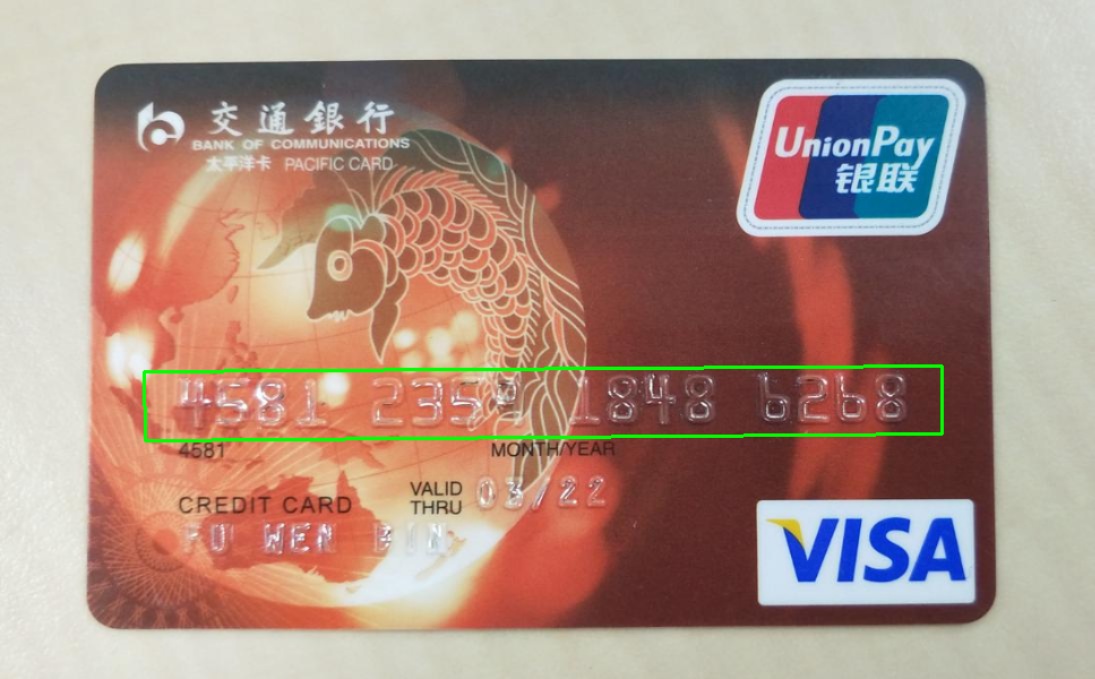 交通銀行
BANK OF COMMUNICATIONS
太平洋卡 PACIFIC CARD
UnionPay
银联
4581 2359 1848 6268
4581 MONTH/YEAR
CREDIT CARD VALID THRU 03/22
FU WEN BIN
VISA